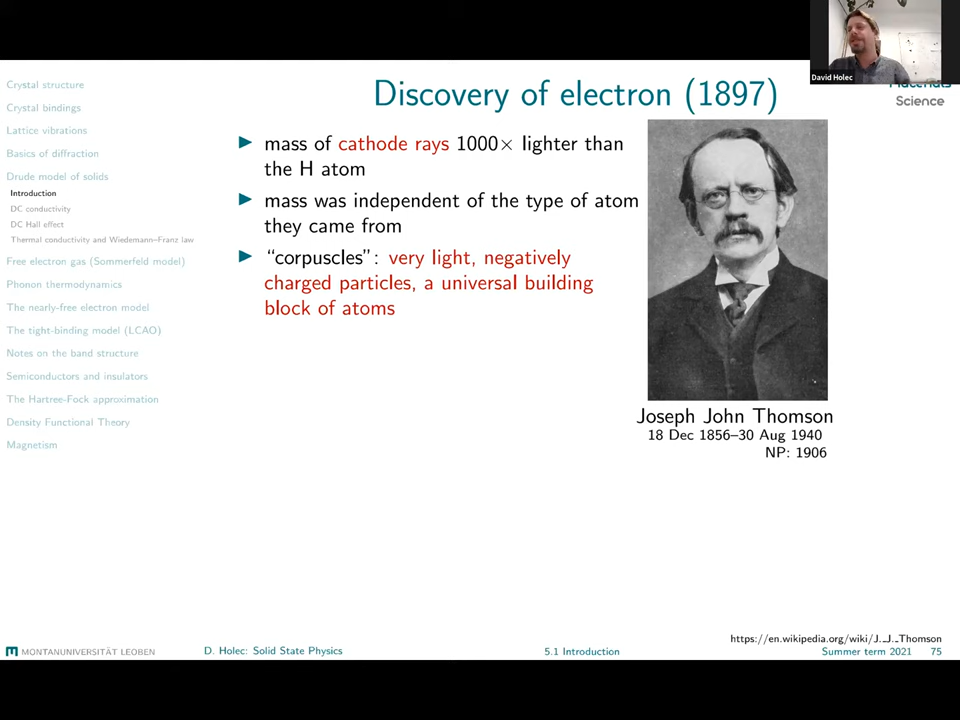 David Holec
Materials
Science
Crystal structure
Crystal bindings
Lattice vibrations
Basics of diffraction
Drude model of solids
Introduction
DC conductivity
DC Hall effect
Thermal conductivity and Wiedemann–Franz law
Free electron gas (Sommerfeld model)
Phonon thermodynamics
The nearly-free electron model
The tight-binding model (LCAO)
Notes on the band structure
Semiconductors and insulators
The Hartree-Fock approximation
Density Functional Theory
Magnetism
Discovery of electron (1897)
▶ mass of cathode rays 1000× lighter than
the H atom
▶ mass was independent of the type of atom
they came from
▶ “corpuscles”: very light, negatively
charged particles, a universal building
block of atoms
Joseph John Thomson
18 Dec 1856–30 Aug 1940
NP: 1906
https://en.wikipedia.org/wiki/J._J._Thomson
MONTANUNIVERSITÄT LEOBEN
D. Holec: Solid State Physics
5.1 Introduction
Summer term 2021 75